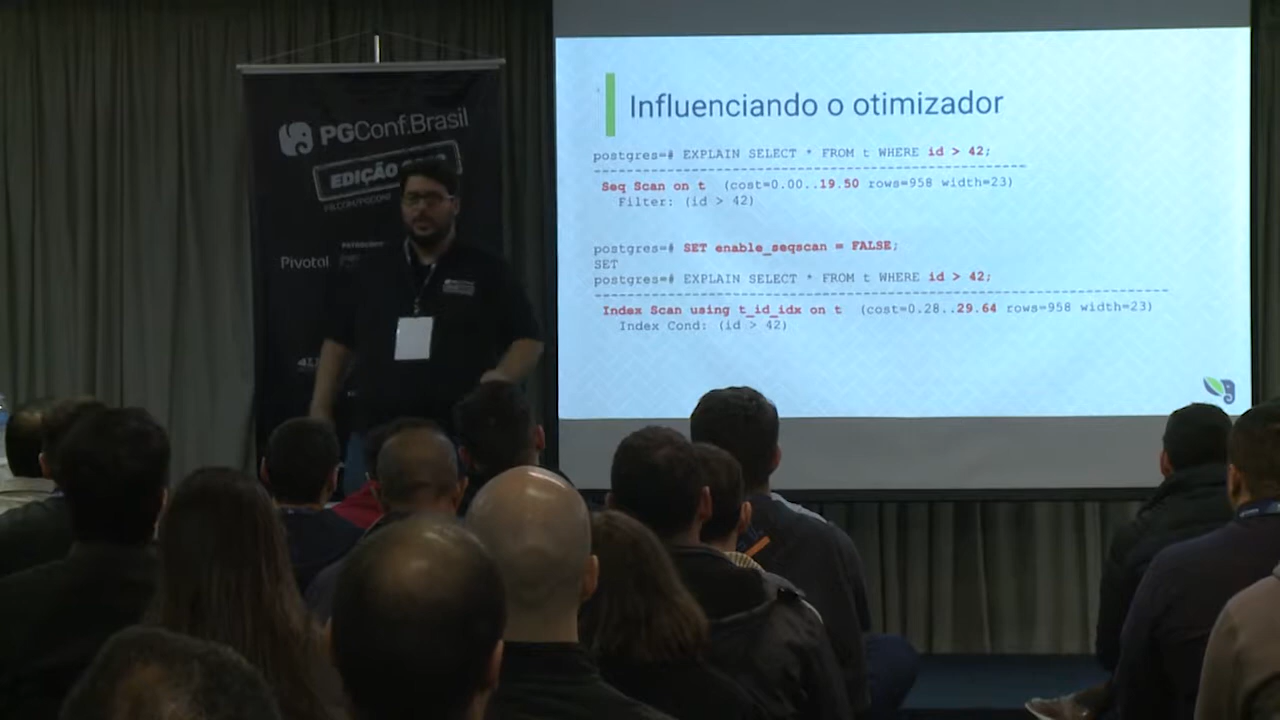 PGConf.Brasil
EDIÇÃO
Pivotal
Influenciando o otimizador
postgres=# EXPLAIN SELECT * FROM t WHERE id > 42;
Seq Scan on t (cost=0.00..19.50 rows=958 width=23)
Filter: (id > 42)
postgres=# SET enable_seqscan = FALSE;
SET
postgres=# EXPLAIN SELECT * FROM t WHERE id > 42;
Index Scan using t_id_idx on t (cost=0.28..29.64 rows=958 width=23)
Index Cond: (id > 42)